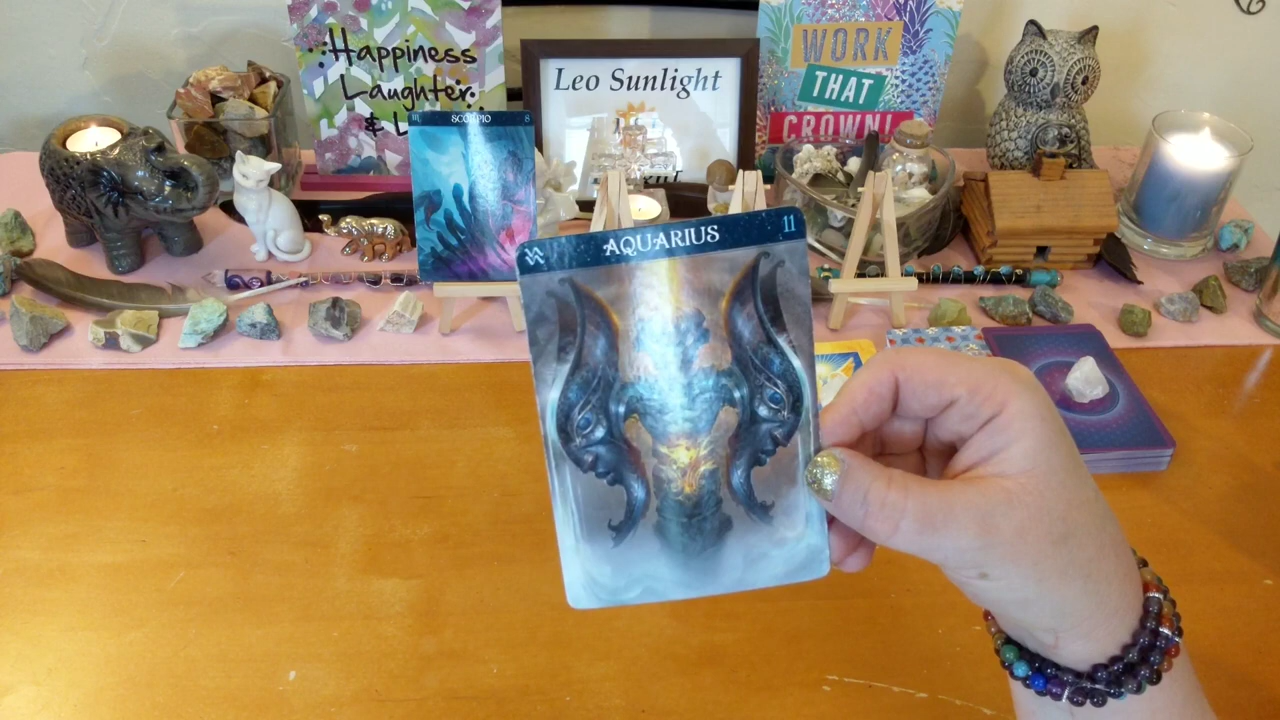 Happiness
Laughter
&
Leo Sunlight
WORK
THAT
CROWN!
♏ SCORPIO 8
♒ AQUARIUS 11